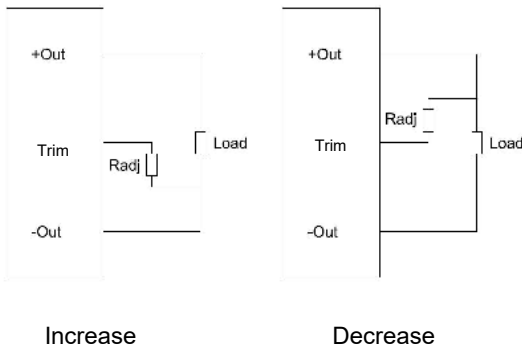 +Out
Trim
Radj
Load
-Out
Increase
+Out
Radj
Trim
Load
-Out
Decrease